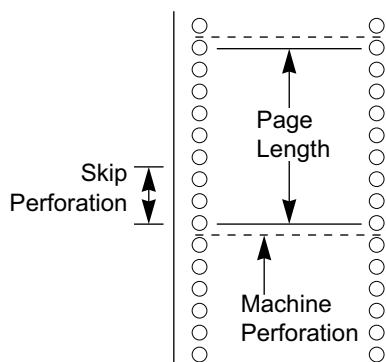 Page
Length
Skip
Perforation
Machine
Perforation